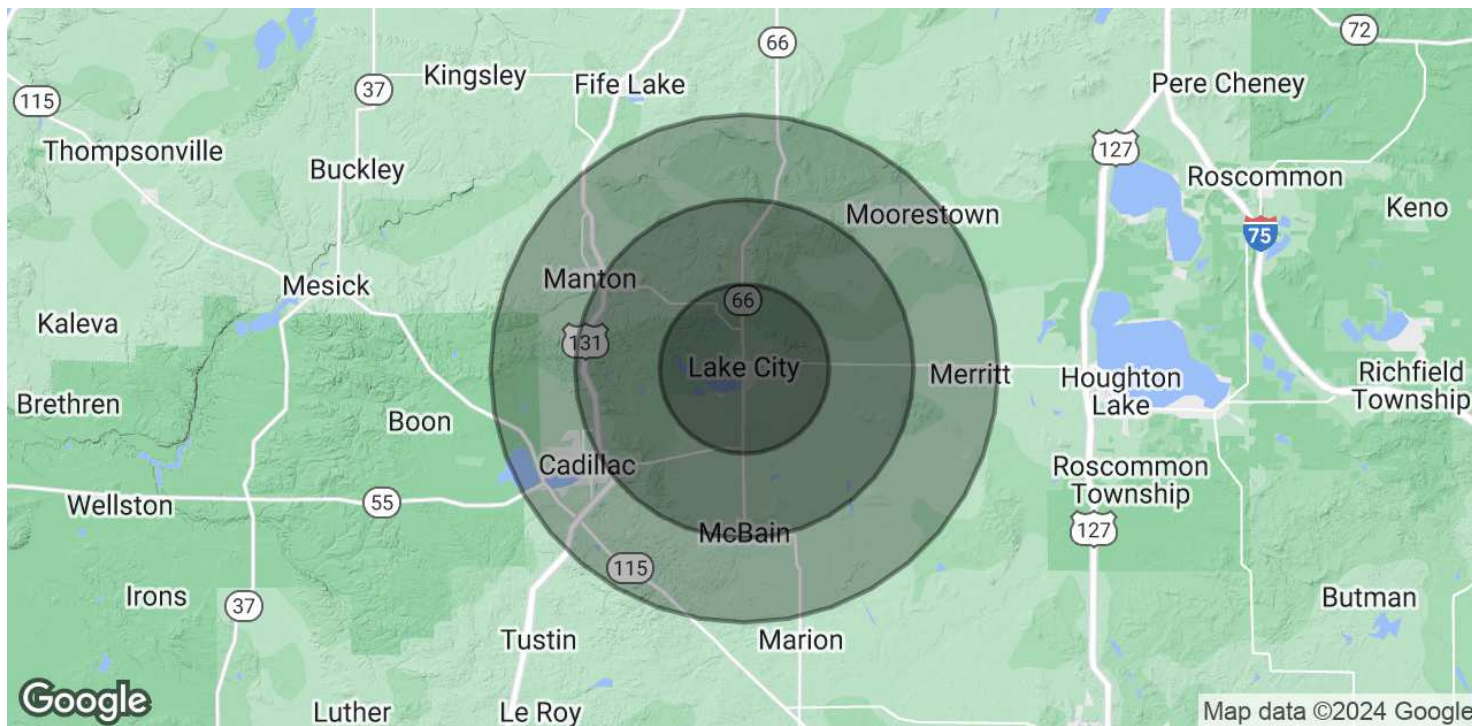 66
72
Kingsley
Fife Lake
37
115
Pere Cheney
127
Thompsonville
Buckley
Roscommon
Moorestown
Keno
75
Manton
Mesick
66
Kaleva
131
Lake City
Merritt
Houghton
Lake
Richfield
Township
Brethren
Boon
Cadillac
Roscommon
Township
Wellston
55
McBain
127
115
Irons
37
Butman
Tustin
Marion
Google
Luther
Le Roy
Map data ©2024 Google